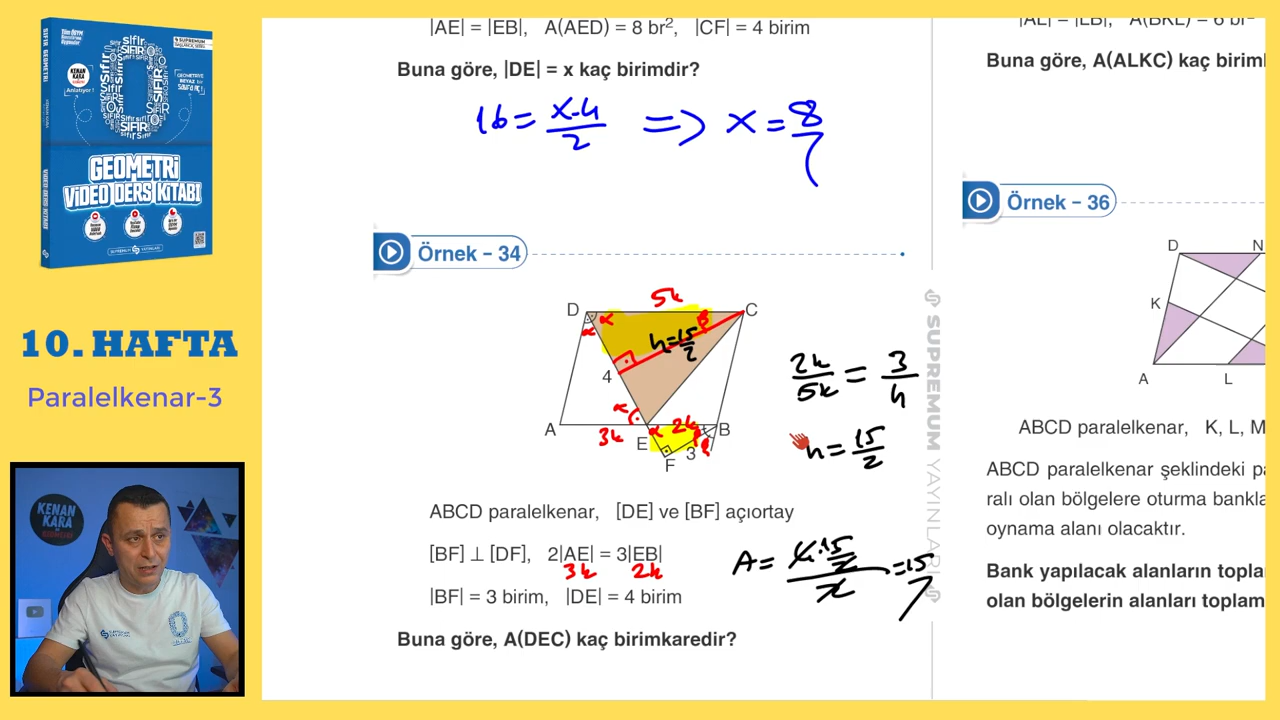 |AE| = |EB|, A(AED) = 8 br², |CF| = 4 birim
Buna göre, |DE| = x kaç birimdir?
16 = x·4/2 => x = 8
Örnek – 34
D
C
5k
α
α
β
h=15/2
4
α
A
3k
E
α
2k
β
β
B
F
3
2k/5k = 3/h
h = 15/2
ABCD paralelkenar, [DE] ve [BF] açıortay
[BF] ⊥ [DF], 2|AE| = 3|EB|
3k 2k
|BF| = 3 birim, |DE| = 4 birim
A = 4·15/2 / 2 = 15
Buna göre, A(DEC) kaç birimkaredir?
SUPREMUM YAYINLARI
Buna göre, A(ALKC) kaç birim
Örnek – 36
D
N
K
A
L
ABCD paralelkenar, K, L, M
ABCD paralelkenar şeklindeki pa
ralı olan bölgelere oturma bankla
oynama alanı olacaktır.
Bank yapılacak alanların topla
olan bölgelerin alanları toplam
SIFIR
KENAN KARA
Anlatıyor!
GEOMETRİ
VİDEO DERS KİTABI
10. HAFTA
Paralelkenar-3
KENAN
KARA